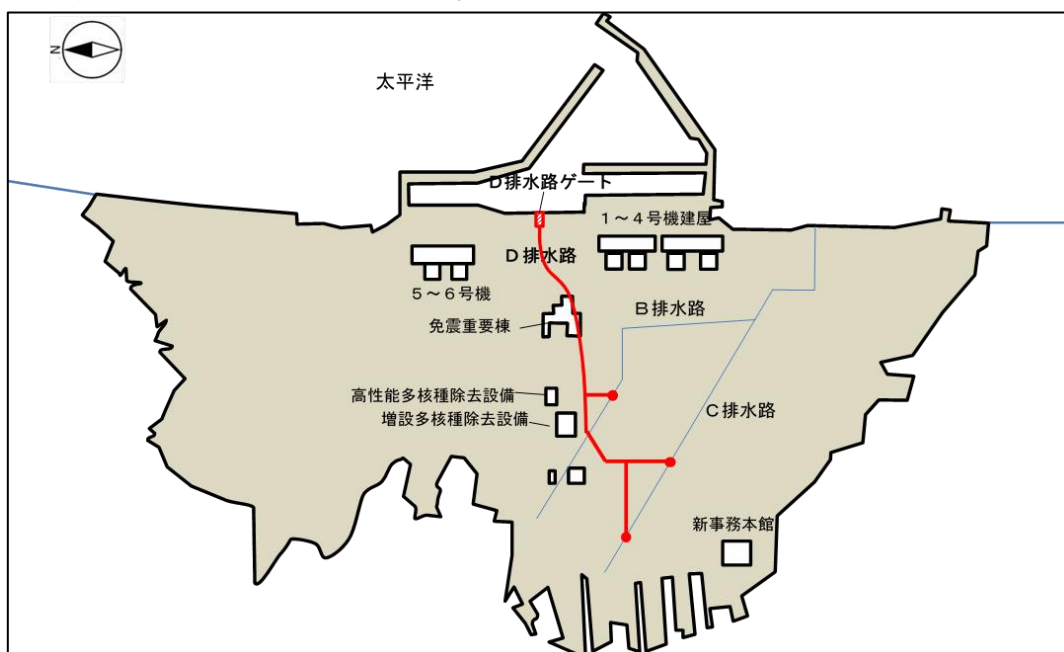 N
太平洋
D排水路ゲート
1～4号機建屋
D排水路
5～6号機
B排水路
免震重要棟
高性能多核種除去設備
増設多核種除去設備
C排水路
新事務本館